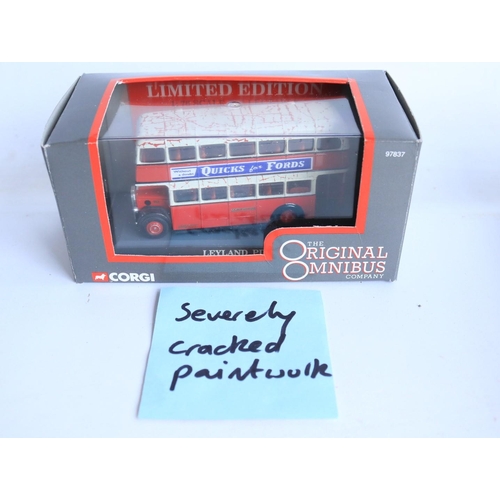 LIMITED EDITION
97837
QUICKS for FORDS
LEYLAND
THE
ORIGINAL
OMNIBUS
COMPANY
CORGI
Severely
cracked
paintwork